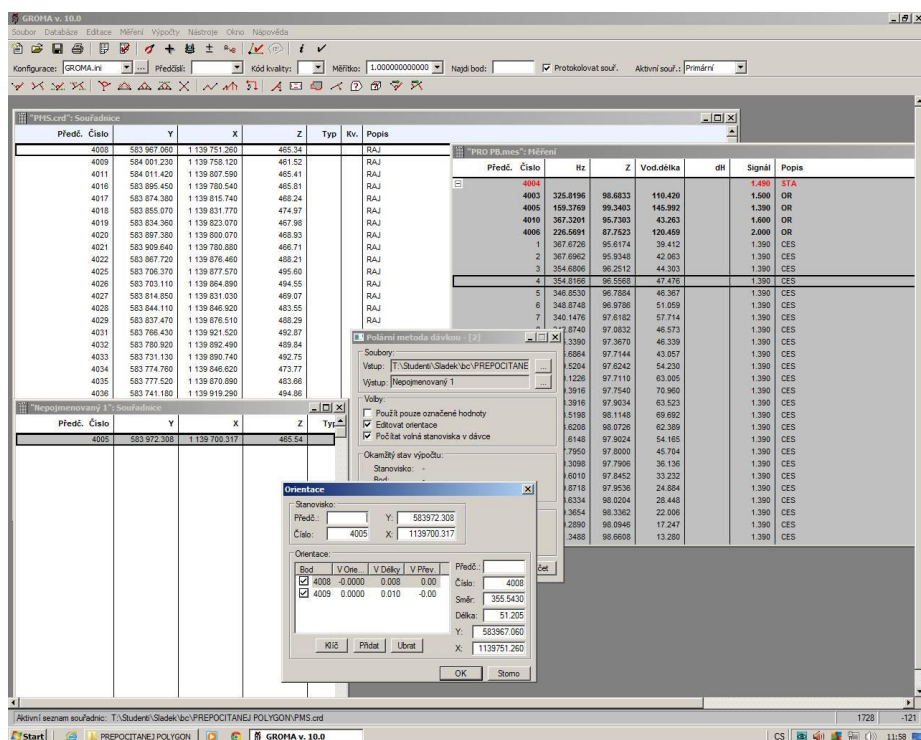 GROMA v. 10.0
Soubor Databáze Editace Měření Výpočty Nástroje Okno Nápověda
Konfigurace: GROMA.ini ... Předčíslí: Kód kvality: Měřítko: 1.000000000000 Najdi bod: Protokolovat souř. Aktivní souř.: Primární
"PMS.crd": Souřadnice
Předč. Číslo Y X Z Typ Kv. Popis
4008 583 967.060 1 139 751.260 465.34 RAJ
4009 584 001.230 1 139 758.120 461.52 RAJ
4011 584 011.420 1 139 807.590 465.41 RAJ
4016 583 895.450 1 139 780.540 465.81 RAJ
4017 583 874.380 1 139 815.740 468.24 RAJ
4018 583 855.070 1 139 831.770 474.97 RAJ
4019 583 834.360 1 139 823.070 467.98 RAJ
4020 583 897.380 1 139 800.070 468.93 RAJ
4021 583 909.640 1 139 780.880 466.71 RAJ
4022 583 867.720 1 139 876.460 488.21 RAJ
4025 583 706.370 1 139 877.570 495.60 RAJ
4026 583 703.110 1 139 864.890 494.55 RAJ
4027 583 814.850 1 139 831.030 469.07 RAJ
4028 583 844.110 1 139 846.920 483.55 RAJ
4029 583 837.470 1 139 876.510 488.29 RAJ
4031 583 766.430 1 139 921.520 492.87
4032 583 780.920 1 139 892.490 489.84
4033 583 731.130 1 139 890.740 492.75
4034 583 774.760 1 139 846.620 473.77
4035 583 777.520 1 139 870.890 483.66
4036 583 741.180 1 139 919.290 494.86
"PRO PB.mes": Měření
Předč. Číslo Hz Z Vod.délka dH Signál Popis
4004 1.490 STA
4003 325.8196 98.6833 110.420 1.500 OR
4005 159.3769 99.3403 145.992 1.390 OR
4010 367.3201 95.7303 43.263 1.600 OR
4006 226.5691 87.7523 120.459 2.000 OR
1 367.6726 95.6174 39.412 1.390 CES
2 367.6962 95.9348 42.063 1.390 CES
3 354.6806 96.2512 44.303 1.390 CES
4 354.8166 96.5568 47.476 1.390 CES
5 346.8530 96.7884 46.367 1.390 CES
6 348.8748 96.9786 51.059 1.390 CES
7 340.1476 97.6182 57.714 1.390 CES
.8740 97.0832 46.573 1.390 CES
.3390 97.3670 46.339 1.390 CES
.6864 97.7144 43.057 1.390 CES
.5204 97.6242 54.230 1.390 CES
.1226 97.7110 63.005 1.390 CES
.3916 97.7540 70.960 1.390 CES
.3916 97.9034 63.523 1.390 CES
.5198 98.1148 69.692 1.390 CES
.6208 98.0726 62.389 1.390 CES
.6148 97.9024 54.165 1.390 CES
.7950 97.8000 45.704 1.390 CES
.3098 97.7906 36.136 1.390 CES
.6010 97.8452 33.232 1.390 CES
.8718 97.9536 24.884 1.390 CES
.6334 98.0204 28.448 1.390 CES
.3654 98.3362 22.006 1.390 CES
.2890 98.0946 17.247 1.390 CES
.3488 98.6608 13.280 1.390 CES
Polární metoda dávkou - [2]
Soubory:
Vstup: T:\Studenti\Sladek\bc\PREPOCITANE ...
Výstup: Nepojmenovaný 1 ...
Volby:
Použít pouze označené hodnoty
Editovat orientace
Počítat volná stanoviska v dávce
Okamžitý stav výpočtu:
Stanovisko: -
Bod: -
čet
"Nepojmenovaný 1": Souřadnice
Předč. Číslo Y X Z Typ
4005 583 972.308 1 139 700.317 465.54
Orientace
Stanovisko:
Předč.: Y: 583972.308
Číslo: 4005 X: 1139700.317
Orientace:
Bod V Orie... V Délky V Přev.
4008 -0.0000 0.008 0.00
4009 0.0000 0.010 -0.00
Předč.:
Číslo: 4008
Směr: 355.5430
Délka: 51.205
Y: 583967.060
X: 1139751.260
Klíč Přidat Ubrat
OK Storno
Aktivní seznam souřadnic: T:\Studenti\Sladek\bc\PREPOCITANEJ POLYGON\PMS.crd 1728 -121
Start PREPOCITANEJ POLYGON GROMA v. 10.0 CS 11:58